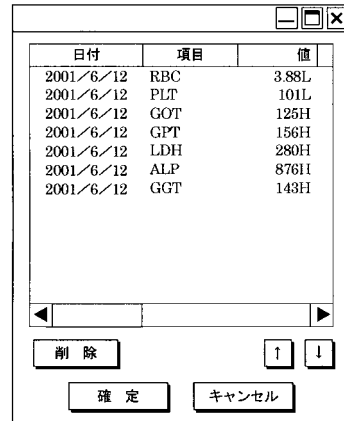 日付 項目 値
2001／6／12 RBC 3.88L
2001／6／12 PLT 101L
2001／6／12 GOT 125H
2001／6／12 GPT 156H
2001／6／12 LDH 280H
2001／6／12 ALP 876H
2001／6／12 GGT 143H
削 除 ↑ ↓
確 定 キャンセル